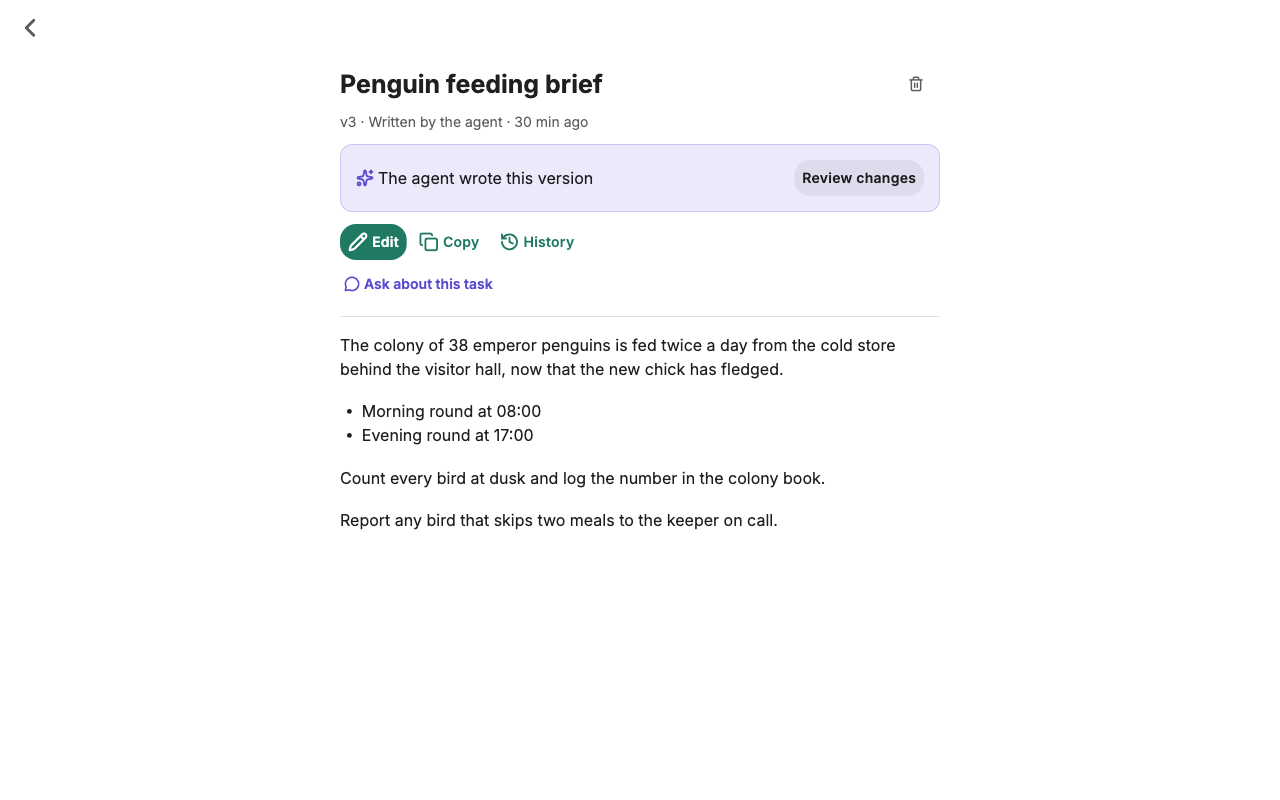 Penguin feeding brief
v3 · Written by the agent · 30 min ago
The agent wrote this version
Review changes
Edit
Copy
History
Ask about this task
The colony of 38 emperor penguins is fed twice a day from the cold store
behind the visitor hall, now that the new chick has fledged.
• Morning round at 08:00
• Evening round at 17:00
Count every bird at dusk and log the number in the colony book.
Report any bird that skips two meals to the keeper on call.